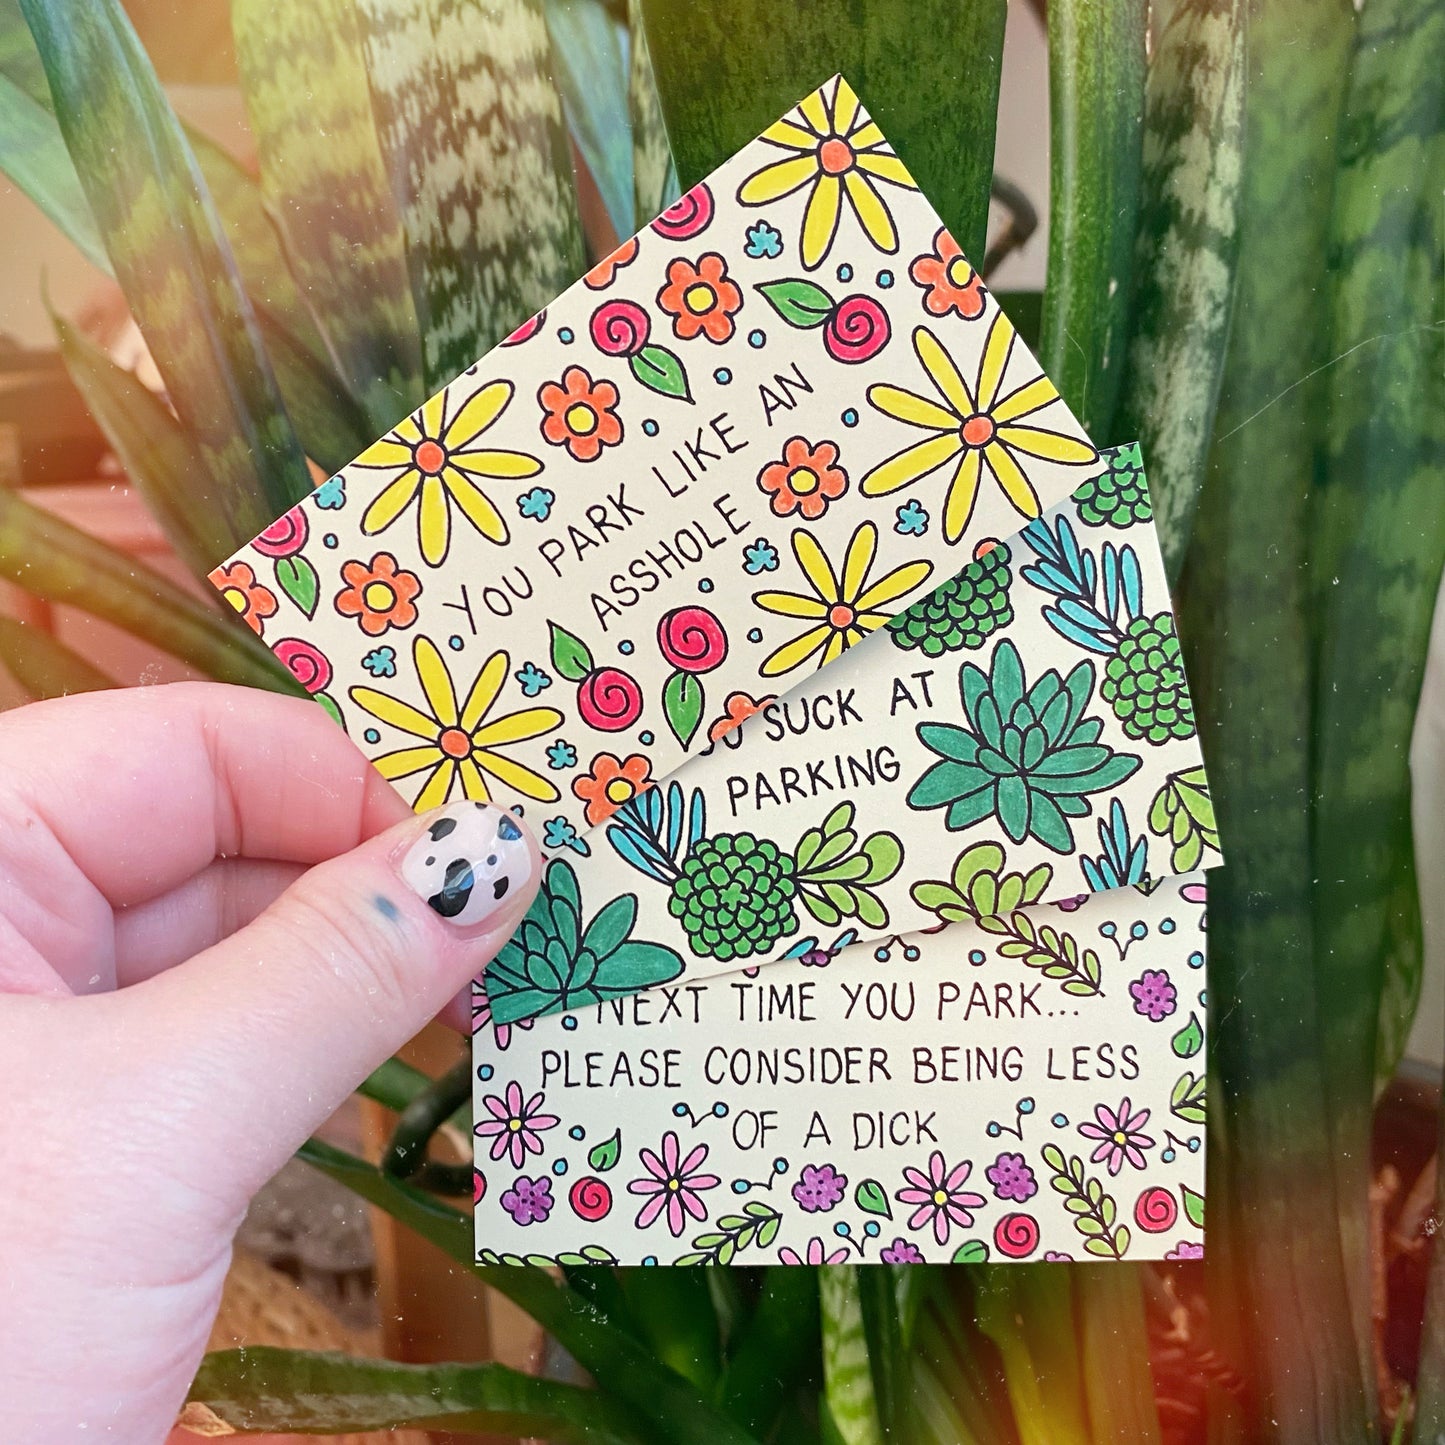 YOU PARK LIKE AN
ASSHOLE
SUCK AT
PARKING
NEXT TIME YOU PARK...
PLEASE CONSIDER BEING LESS
OF A DICK